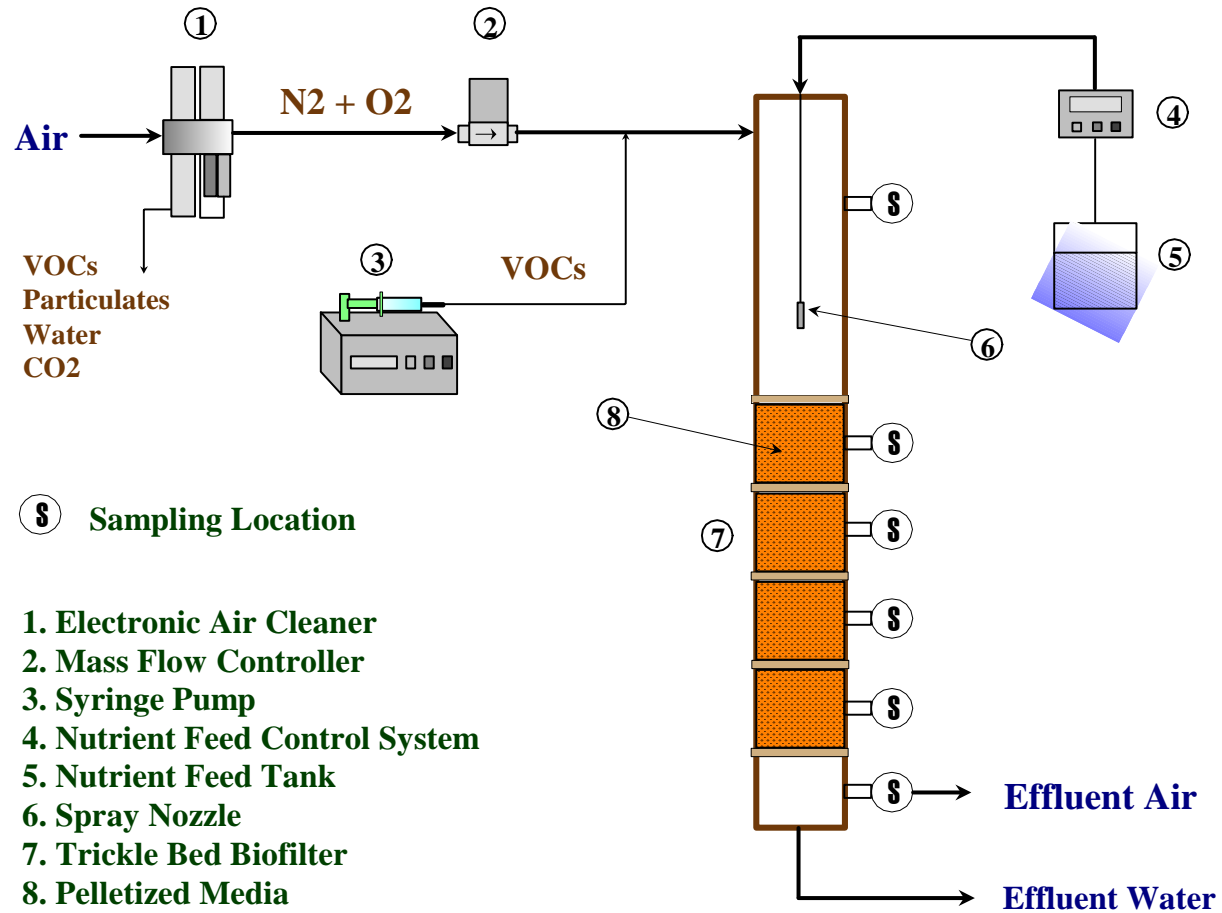 1
2
N2 + O2
Air
4
S
VOCs
Particulates
Water
CO2
3
VOCs
5
6
8
S
S Sampling Location
7
S
S
S
1. Electronic Air Cleaner
2. Mass Flow Controller
3. Syringe Pump
4. Nutrient Feed Control System
5. Nutrient Feed Tank
6. Spray Nozzle
7. Trickle Bed Biofilter
8. Pelletized Media
S
Effluent Air
Effluent Water